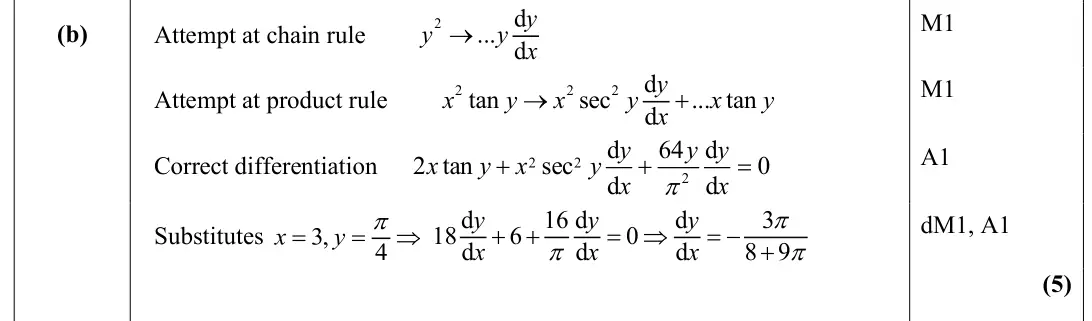 (b) Attempt at chain rule y² → ...y dy/dx M1
Attempt at product rule x² tan y → x² sec² y dy/dx + ...x tan y M1
Correct differentiation 2x tan y + x² sec² y dy/dx + 64y/π² dy/dx = 0 A1
Substitutes x = 3, y = π/4 ⇒ 18 dy/dx + 6 + 16/π dy/dx = 0 ⇒ dy/dx = − 3π/(8 + 9π) dM1, A1
(5)